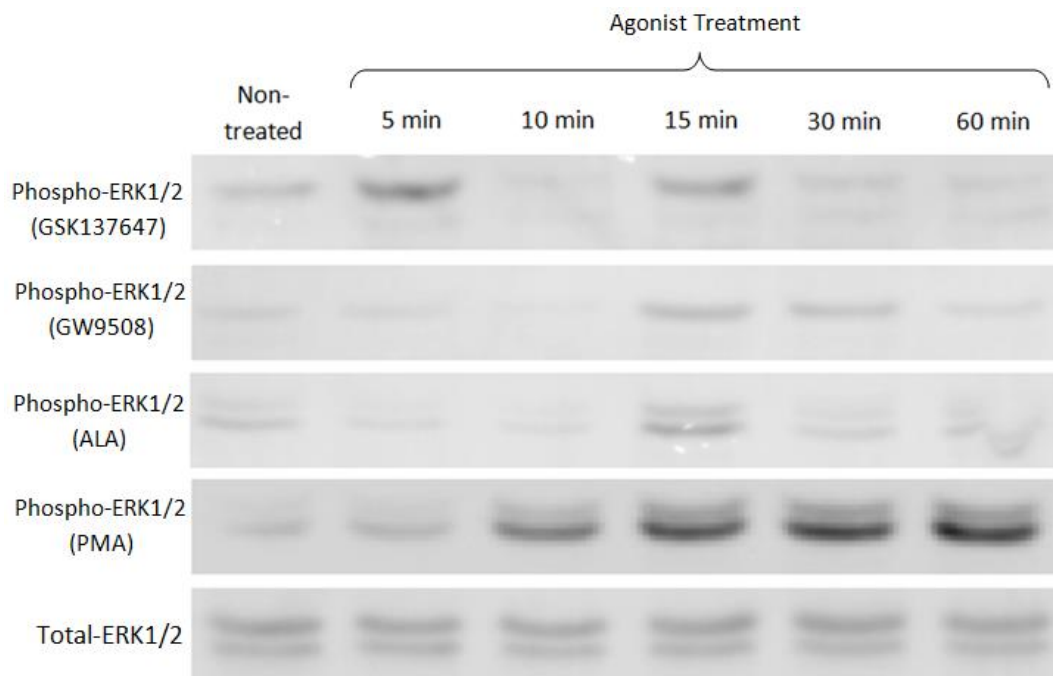 Agonist Treatment
Non-
treated
5 min
10 min
15 min
30 min
60 min
Phospho-ERK1/2
(GSK137647)
Phospho-ERK1/2
(GW9508)
Phospho-ERK1/2
(ALA)
Phospho-ERK1/2
(PMA)
Total-ERK1/2